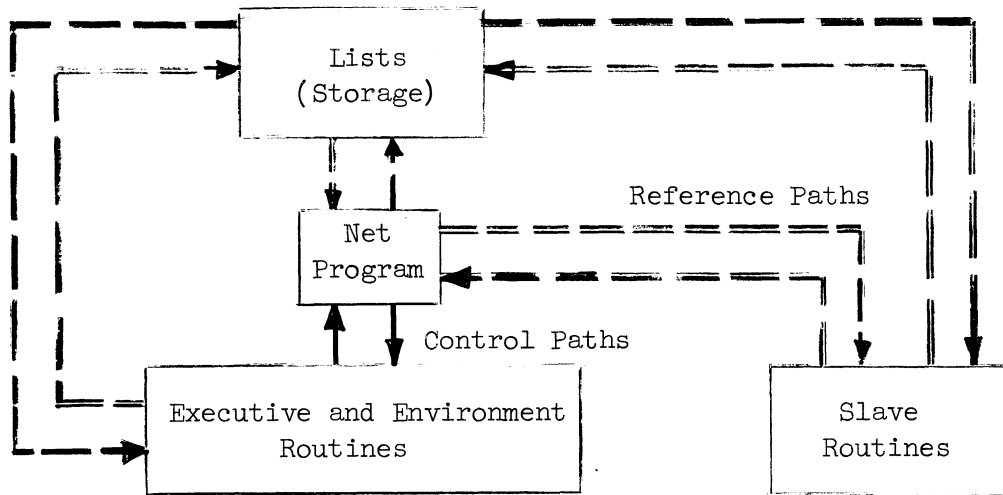 Lists
(Storage)
Reference Paths
Net
Program
Control Paths
Executive and Environment
Routines
Slave
Routines